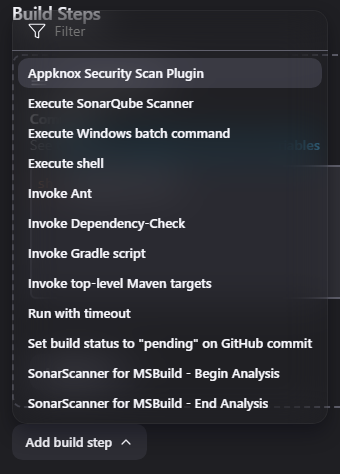 Build Steps
Filter
Appknox Security Scan Plugin
Execute SonarQube Scanner
Execute Windows batch command
Execute shell
Invoke Ant
Invoke Dependency-Check
Invoke Gradle script
Invoke top-level Maven targets
Run with timeout
Set build status to "pending" on GitHub commit
SonarScanner for MSBuild - Begin Analysis
SonarScanner for MSBuild - End Analysis
Add build step